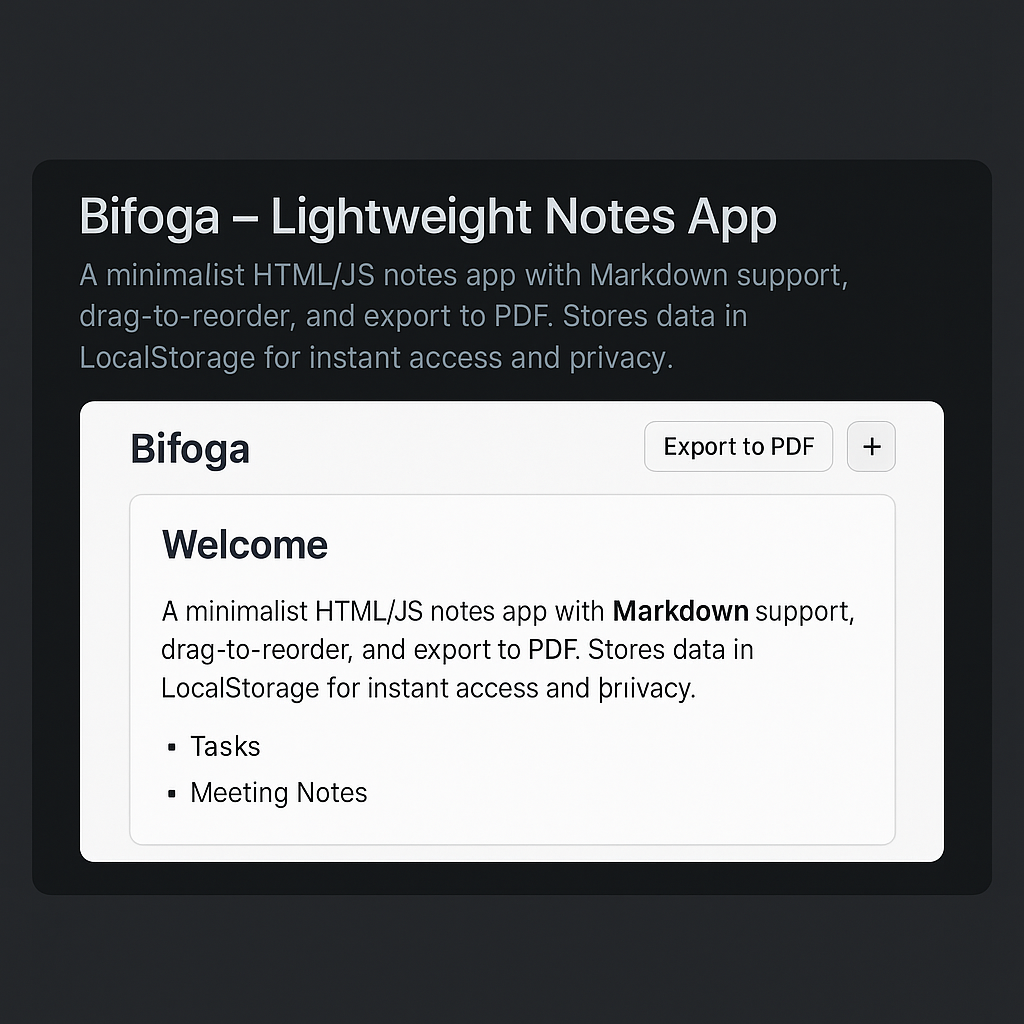 Bifoga – Lightweight Notes App
A minimalist HTML/JS notes app with Markdown support,
drag-to-reorder, and export to PDF. Stores data in
LocalStorage for instant access and privacy.
Bifoga
Export to PDF +
Welcome
A minimalist HTML/JS notes app with Markdown support,
drag-to-reorder, and export to PDF. Stores data in
LocalStorage for instant access and þrıivacy.
▪ Tasks
▪ Meeting Notes